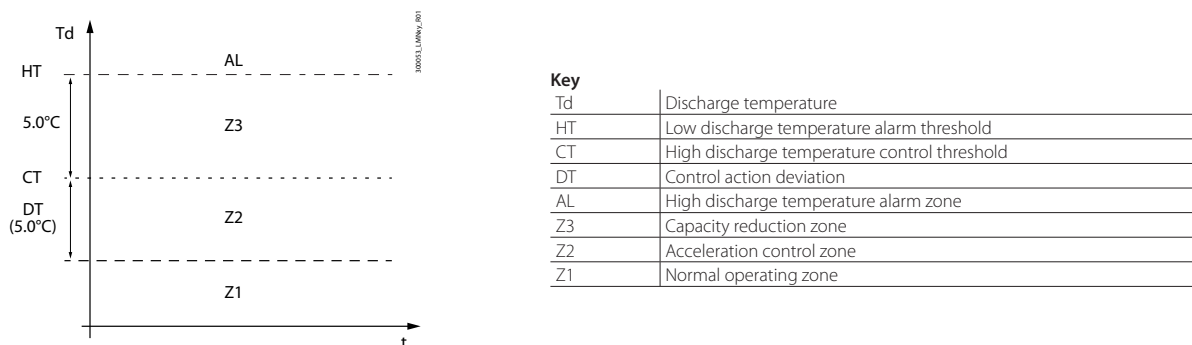 Td
HT
AL
5.0°C
Z3
CT
DT
(5.0°C)
Z2
Z1
t
300053_LMNxy_R01
Key
Td Discharge temperature
HT Low discharge temperature alarm threshold
CT High discharge temperature control threshold
DT Control action deviation
AL High discharge temperature alarm zone
Z3 Capacity reduction zone
Z2 Acceleration control zone
Z1 Normal operating zone